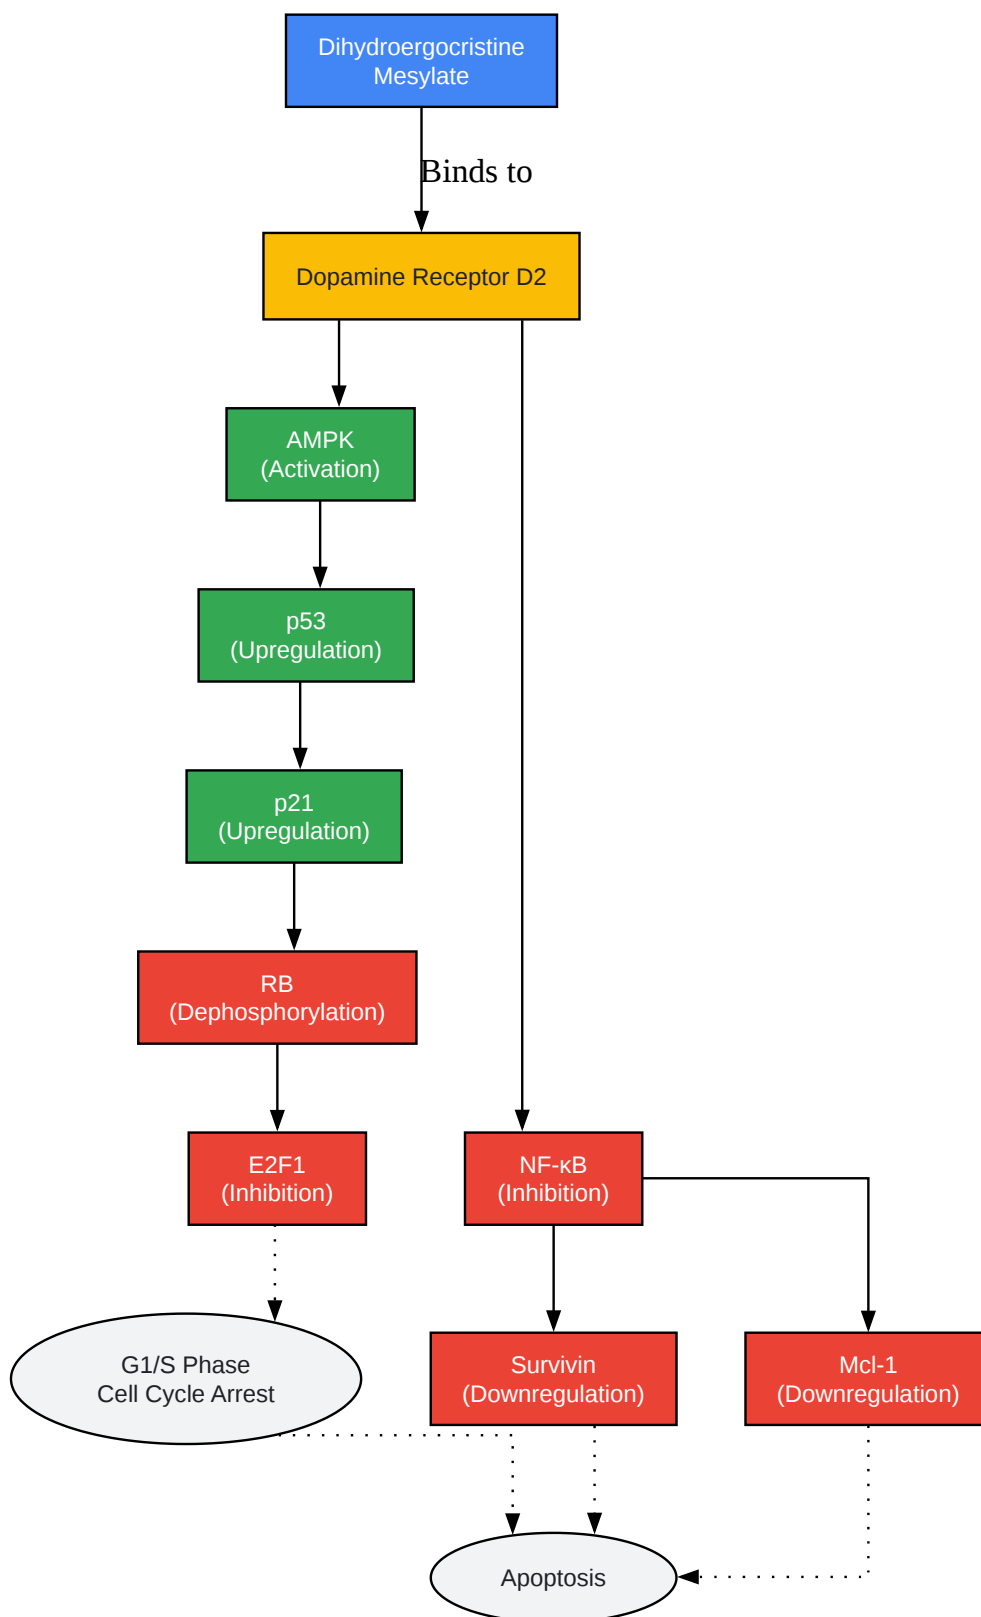 Dihydroergocristine
Mesylate
Binds to
Dopamine Receptor D2
AMPK
(Activation)
p53
(Upregulation)
p21
(Upregulation)
RB
(Dephosphorylation)
E2F1
(Inhibition)
NF-κB
(Inhibition)
G1/S Phase
Cell Cycle Arrest
Survivin
(Downregulation)
Mcl-1
(Downregulation)
Apoptosis